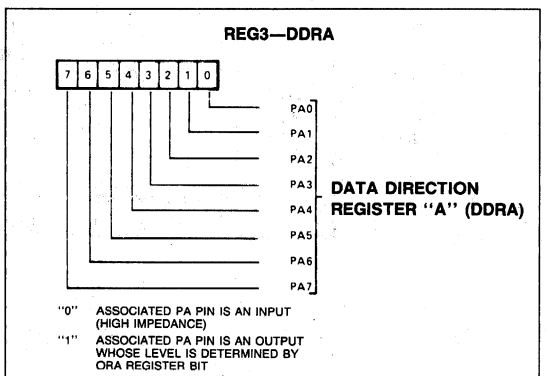 REG3—DDRA
7 6 5 4 3 2 1 0
PA0
PA1
PA2
PA3
DATA DIRECTION
REGISTER "A" (DDRA)
PA4
PA5
PA6
PA7
"0" ASSOCIATED PA PIN IS AN INPUT
(HIGH IMPEDANCE)
"1" ASSOCIATED PA PIN IS AN OUTPUT
WHOSE LEVEL IS DETERMINED BY
ORA REGISTER BIT